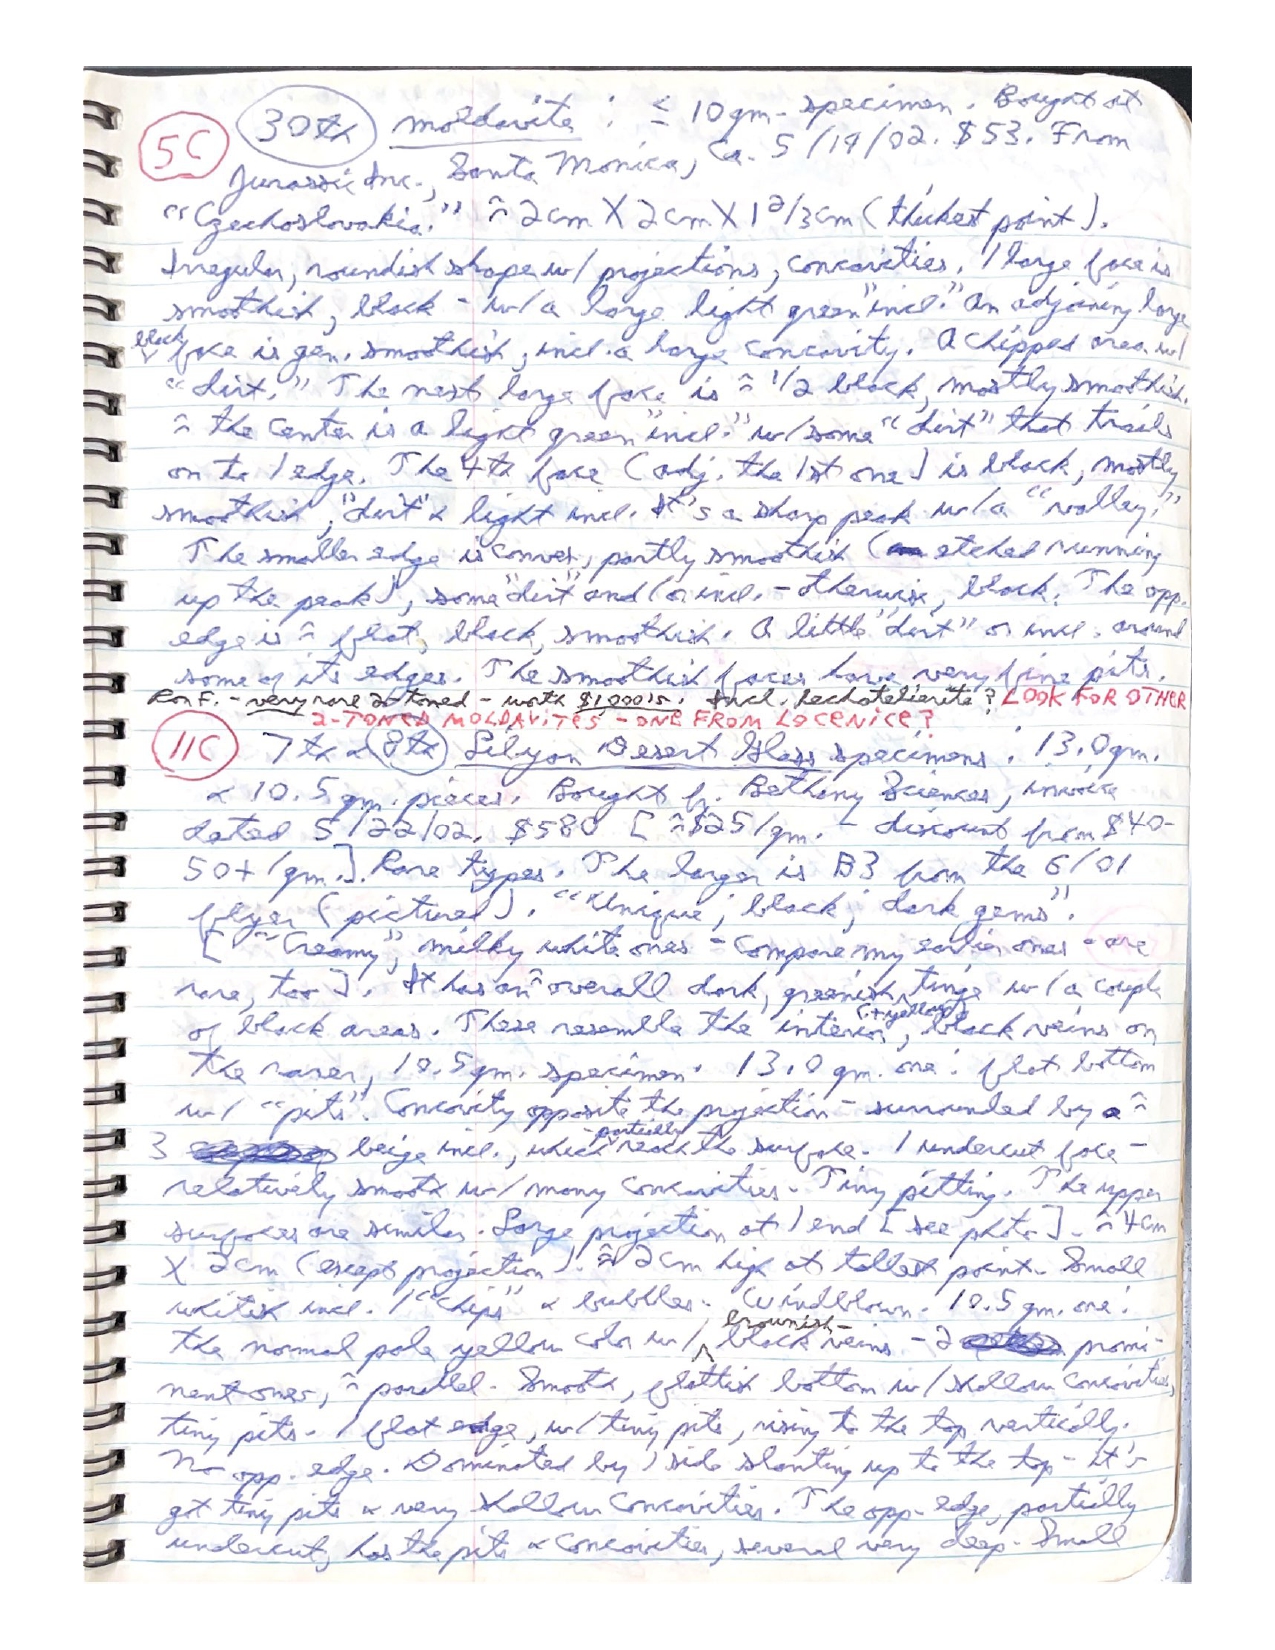 5C 30th moldavite : ≤ 10gm. specimen. Bought at
Jurassic Inc., Santa Monica, Ca. 5/19/02. $53. From
"Czechoslovakia." ≈ 2cm X 2cm X 1 2/3cm (thickest point).
Irregular, roundish shape w/ projections, concavities. 1 large face is
smoothish, black - w/a large light green "incl." An adjoining large
black face is gen. smoothish, incl. a large concavity. A chipped area w/
"dirt." The next large face is ≈ 1/2 black, mostly smoothish.
≈ the center is a light green "incl." w/some "dirt" that trails
on to 1 edge. The 4th face (adj. the 1st one) is black, mostly
smoothish, "dirt" & light incl. It's a sharp peak w/a "valley."
The smaller edge is convex, partly smoothish ( etched running
up the peak), some "dirt" and/or incl. - otherwise, black. The opp.
edge is ≈ flat, black, smoothish. A little "dirt" or incl. around
some of its edges. The smoothish faces have very fine pits.
Ron F. - very rare 2-toned - worth $1000's. Incl. lechatelierite? LOOK FOR OTHER
2-TONED MOLDAVITES - ONE FROM LOCENICE?
11C 7th & 8th Libyan Desert Glass specimens : 13.0gm.
& 10.5 gm. pieces. Bought f. Bethany Sciences, invoice
dated 5/22/02. $580 [≈$25/gm. - discount from $40-
50+/gm.]. Rare types. The larger is B3 from the 6/01
flyer (pictured). "Unique; black; dark gems".
["Creamy", milky white ones - compare my earlier ones - are
rare, too]. It has an ≈ overall dark, greenish (+yellow) tinge w/a couple
of black areas. These resemble the interior, black veins on
the rarer, 10.5gm. specimen. 13.0 gm. one: flat bottom
w/ "pits". Concavity opposite the projection - surrounded by ≈
3 beige incl., which -partially reach the surface. 1 undercut face -
relatively smooth w/many concavities. Tiny pitting. The upper
surfaces are similar. Large projection at 1 end [see photo]. ≈ 4cm
X 2cm (except projection). ≈ 2cm high at tallest point. Small
whitish incl. 1 "chips" & bubbles. Windblown. 10.5 gm. one:
the normal pale yellow color w/ brownish-black veins - 2 promi-
nent ones, ≈ parallel. Smooth, flattish bottom w/shallow concavities,
tiny pits. 1 flat edge, w/tiny pits, rising to the top vertically.
No opp. edge. Dominated by 1 side slanting up to the top - it's
got tiny pits & very shallow concavities. The opp. edge, partially
undercut, has the pits & concavities, several very deep. Small